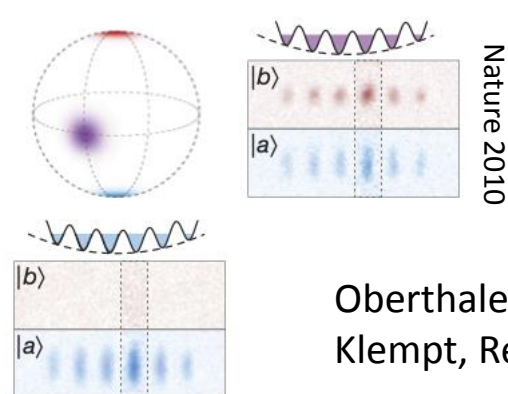 |b⟩
|a⟩
Nature 2010
|b⟩
|a⟩
Oberthale
Klempt, Re